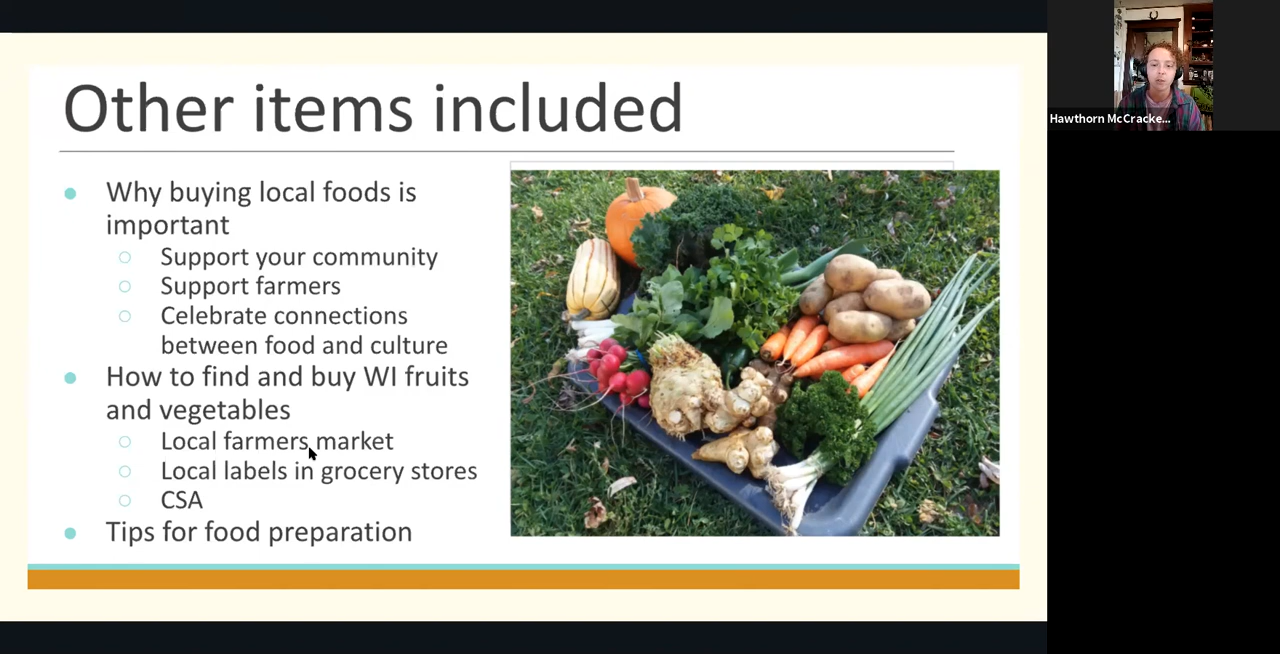 Other items included
Why buying local foods is
important
Support your community
Support farmers
Celebrate connections
between food and culture
How to find and buy WI fruits
and vegetables
Local farmers market
Local labels in grocery stores
CSA
Tips for food preparation
Hawthorn McCracke...